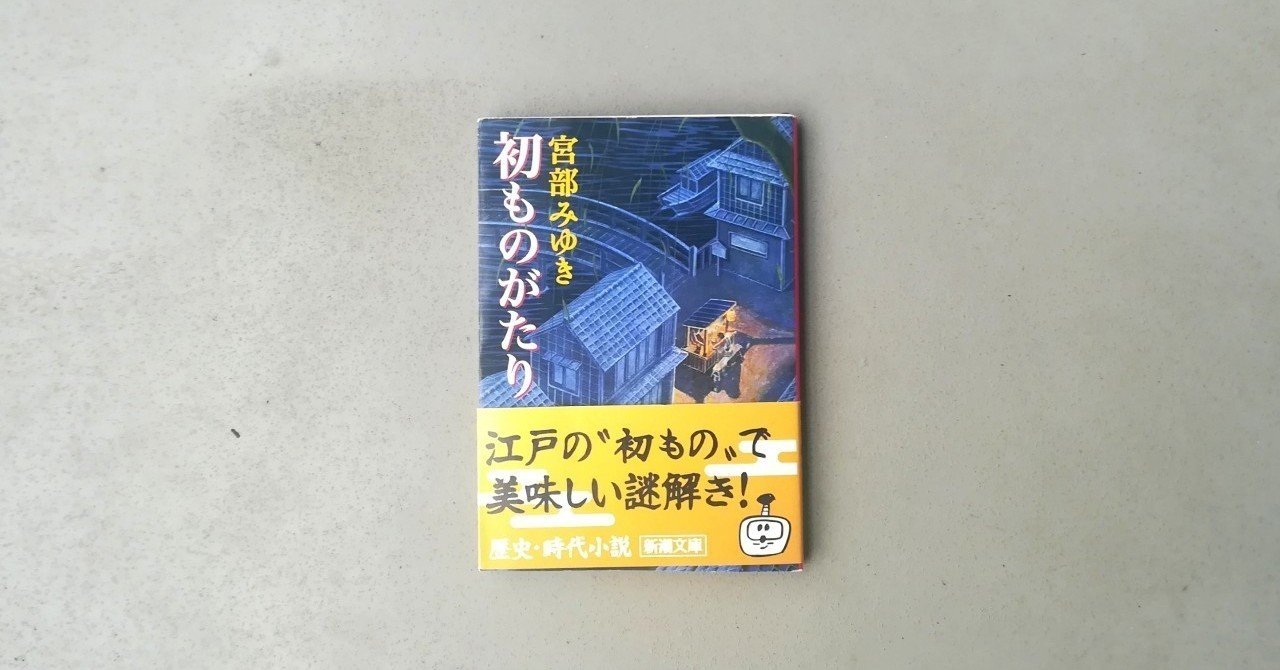 宮部みゆき
初ものがたり
江戸の〝初もの〟で
美味しい謎解き!
歴史・時代小説 新潮文庫